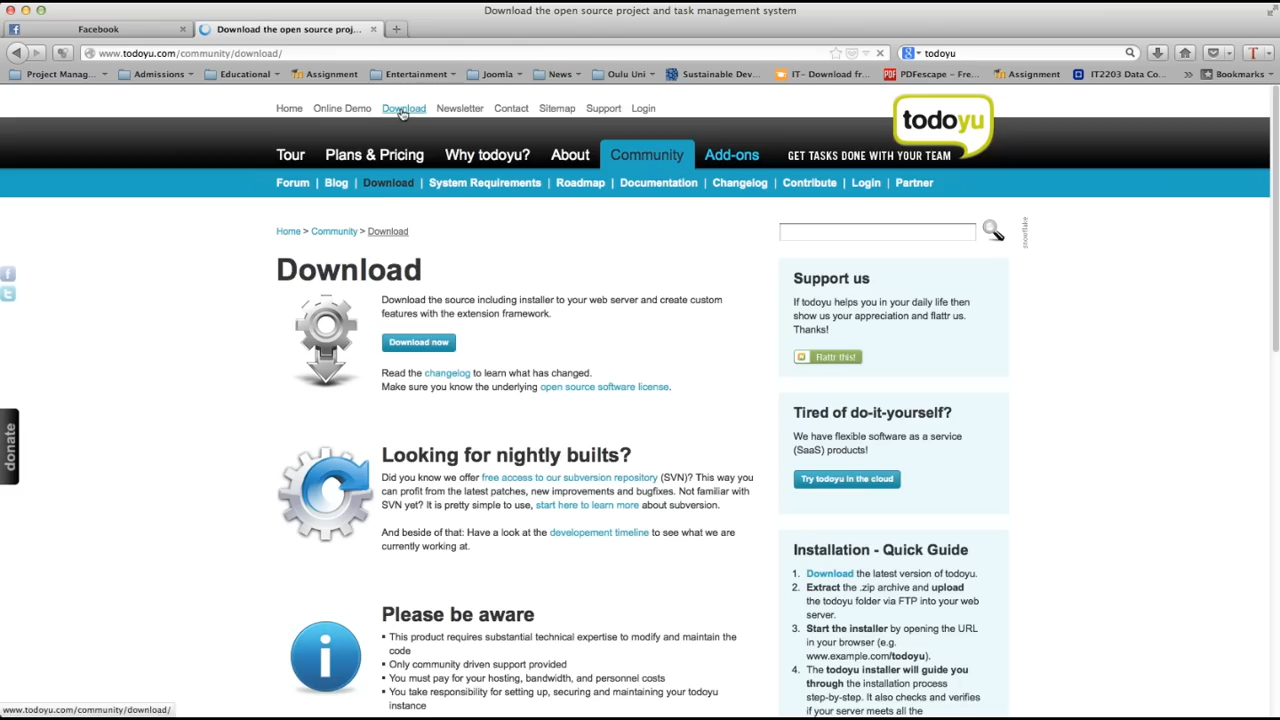 Download the open source project and task management system
Facebook
Download the open source proj...
www.todoyu.com/community/download/
todoyu
Project Manag... Admissions Educational Assignment Entertainment Joomla News Oulu Uni Sustainable Dev... IT– Download fr... PDFescape – Fre... Assignment IT2203 Data Co... » Bookmarks
Home Online Demo Download Newsletter Contact Sitemap Support Login
todoyu
Tour Plans & Pricing Why todoyu? About Community Add-ons GET TASKS DONE WITH YOUR TEAM
Forum | Blog | Download | System Requirements | Roadmap | Documentation | Changelog | Contribute | Login | Partner
Home > Community > Download
snowflake
Download
Download the source including installer to your web server and create custom
features with the extension framework.
Download now
Read the changelog to learn what has changed.
Make sure you know the underlying open source software license.
Looking for nightly builts?
Did you know we offer free access to our subversion repository (SVN)? This way you
can profit from the latest patches, new improvements and bugfixes. Not familiar with
SVN yet? It is pretty simple to use, start here to learn more about subversion.
And beside of that: Have a look at the developement timeline to see what we are
currently working at.
Please be aware
▪ This product requires substantial technical expertise to modify and maintain the
code
▪ Only community driven support provided
▪ You must pay for your hosting, bandwidth, and personnel costs
▪ You take responsibility for setting up, securing and maintaining your todoyu
instance
Support us
If todoyu helps you in your daily life then
show us your appreciation and flattr us.
Thanks!
Flattr this!
Tired of do-it-yourself?
We have flexible software as a service
(SaaS) products!
Try todoyu in the cloud
Installation - Quick Guide
1. Download the latest version of todoyu.
2. Extract the .zip archive and upload
the todoyu folder via FTP into your web
server.
3. Start the installer by opening the URL
in your browser (e.g.
www.example.com/todoyu).
4. The todoyu installer will guide you
through the installation process
step-by-step. It also checks and verifies
if your server meets all the
donate
www.todoyu.com/community/download/